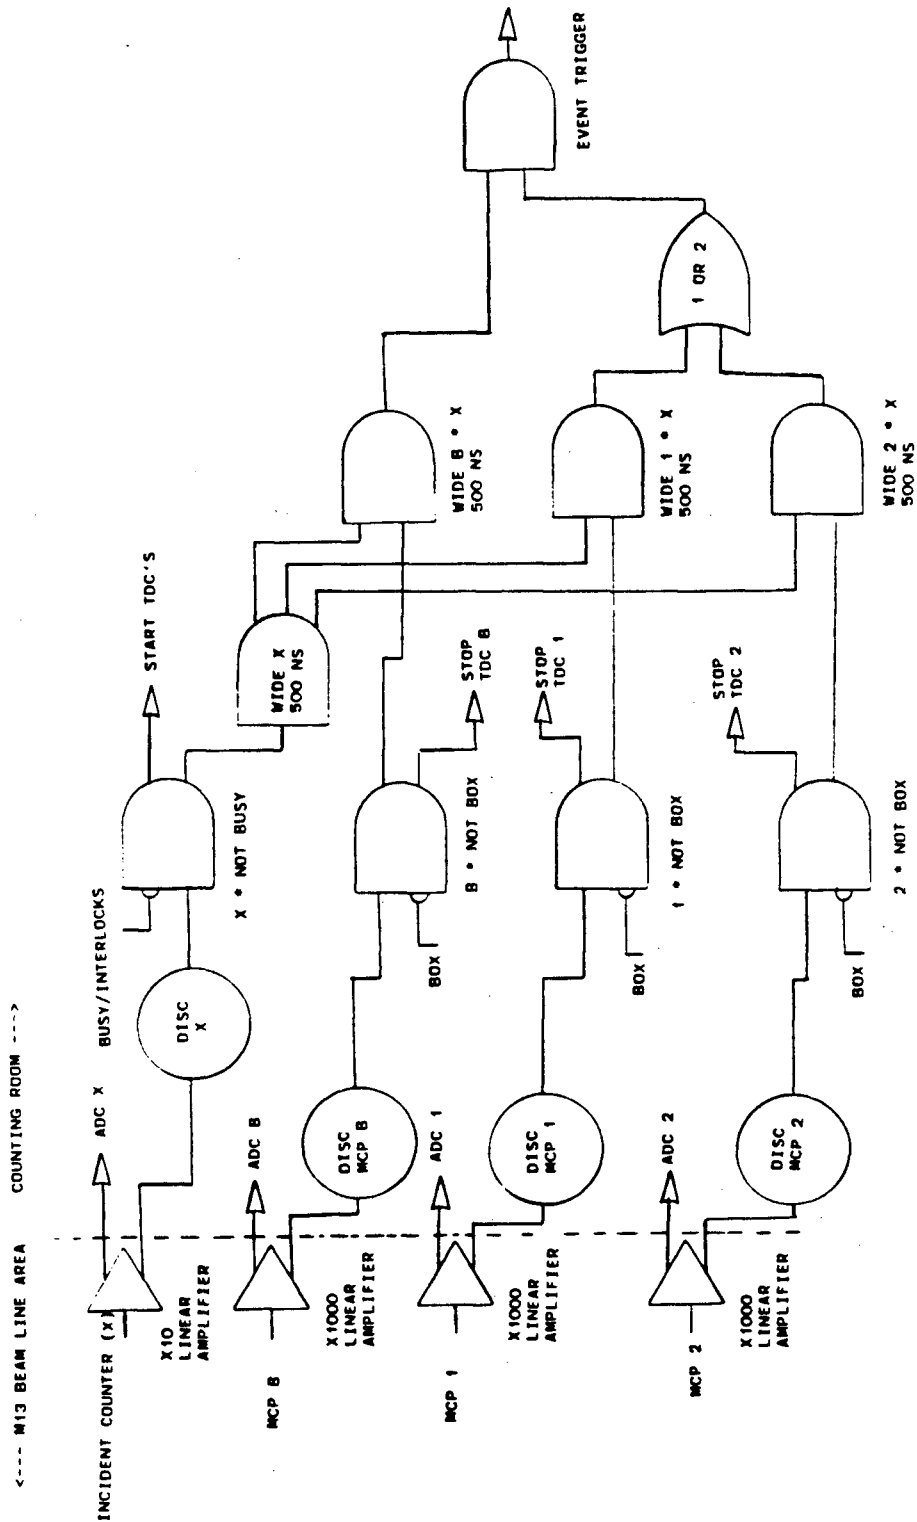 <--- M13 BEAM LINE AREA
COUNTING ROOM --->
INCIDENT COUNTER (X)
X10
LINEAR
AMPLIFIER
ADC X
BUSY/INTERLOCKS
DISC
X
X * NOT BUSY
START TDC'S
WIDE X
500 NS
MCP B
X1000
LINEAR
AMPLIFIER
ADC B
DISC
MCP B
BOX
B * NOT BOX
STOP
TDC B
WIDE B * X
500 NS
MCP 1
X1000
LINEAR
AMPLIFIER
ADC 1
DISC
MCP 1
BOX
1 * NOT BOX
STOP
TDC 1
WIDE 1 * X
500 NS
MCP 2
X1000
LINEAR
AMPLIFIER
ADC 2
DISC
MCP 2
BOX
2 * NOT BOX
STOP
TDC 2
WIDE 2 * X
500 NS
1 OR 2
EVENT TRIGGER